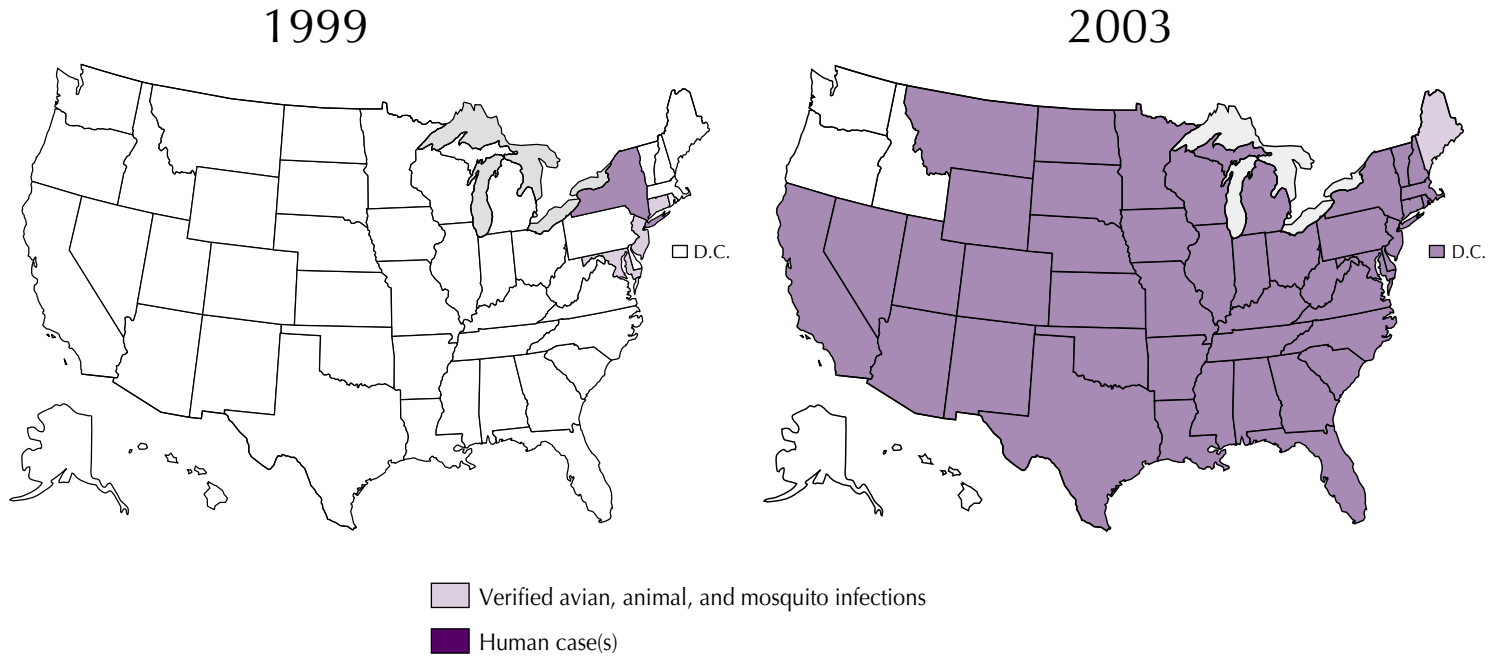 1999
2003
D.C.
D.C.
Verified avian, animal, and mosquito infections
Human case(s)